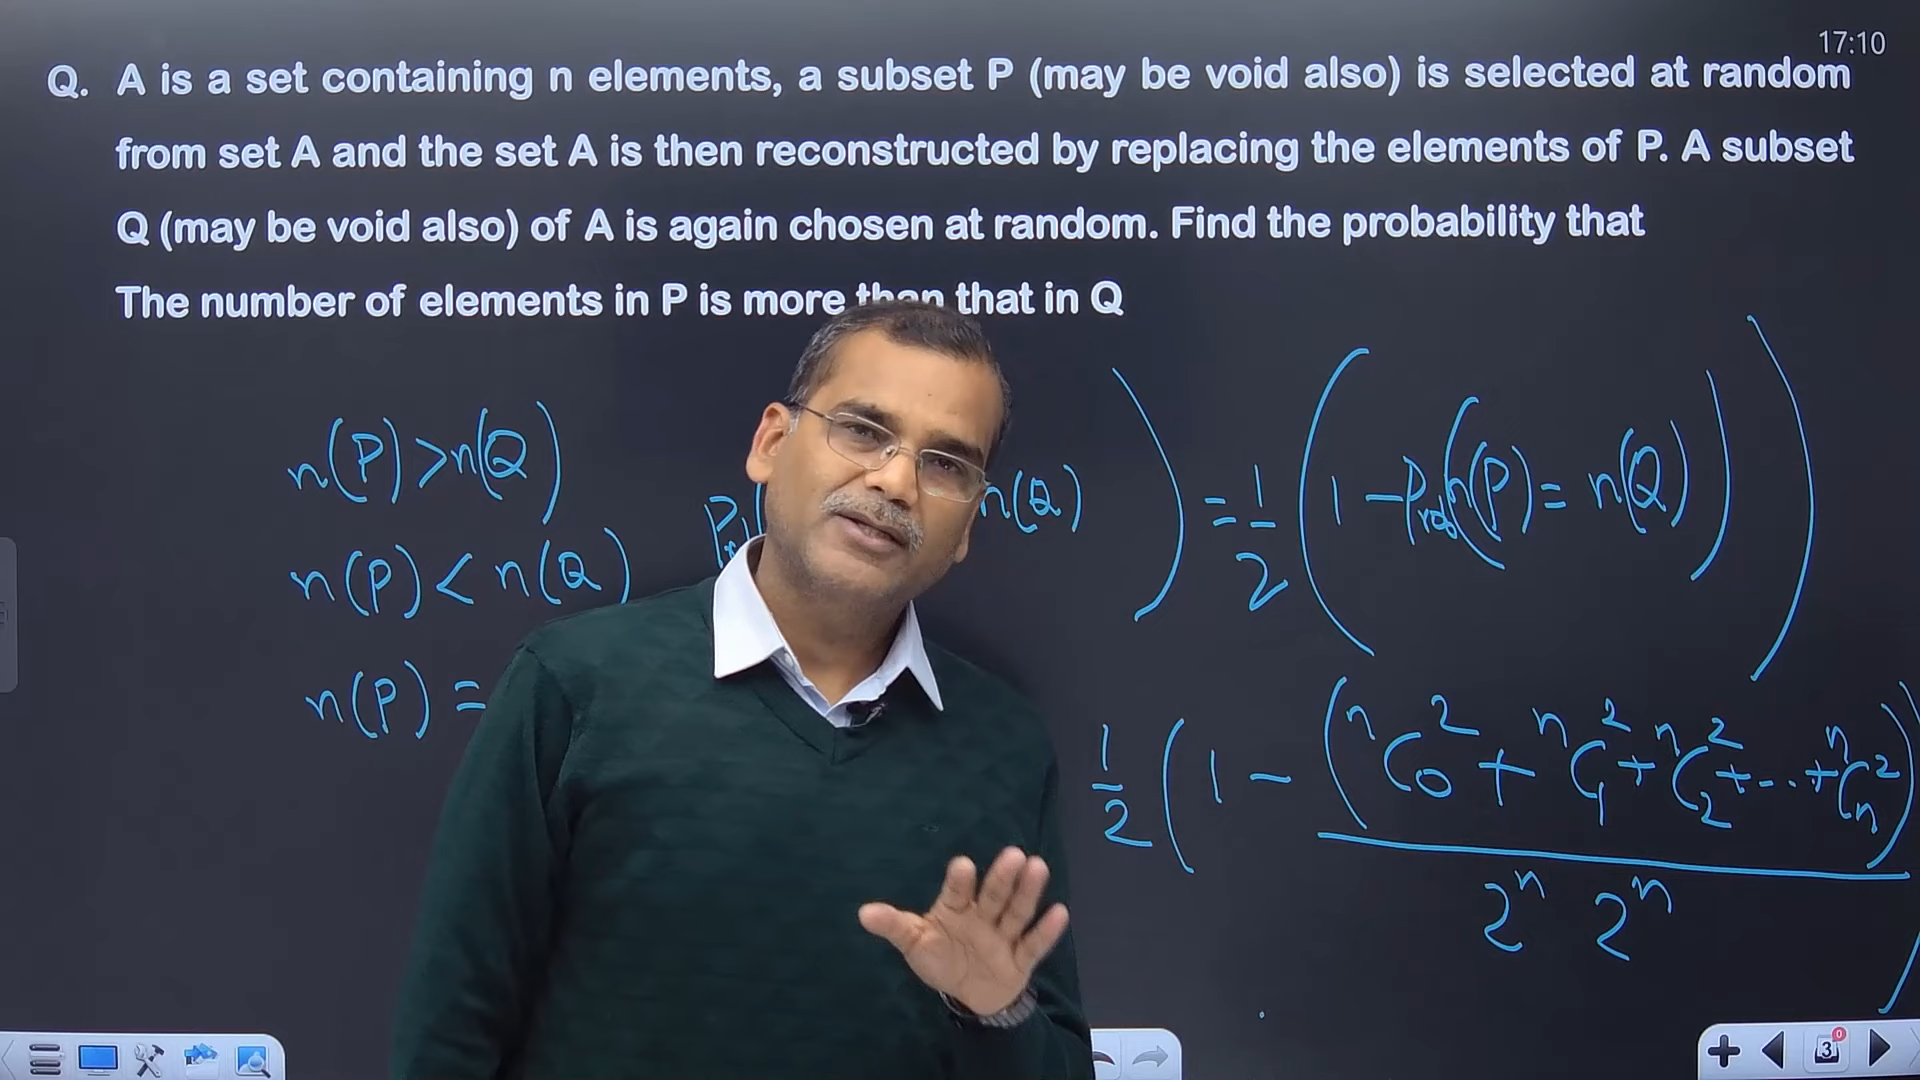 17:10
Q. A is a set containing n elements, a subset P (may be void also) is selected at random
from set A and the set A is then reconstructed by replacing the elements of P. A subset
Q (may be void also) of A is again chosen at random. Find the probability that
The number of elements in P is more than that in Q
n(P) > n(Q)
n(Q) ) = 1/2 ( 1 - Prob(n(P) = n(Q)) )
n(P) < n(Q)
n(P) =
1/2 ( 1 - (ⁿC₀² + ⁿC₁² + ⁿC₂² + - .. + ⁿCₙ²) / 2ⁿ 2ⁿ )
3
0